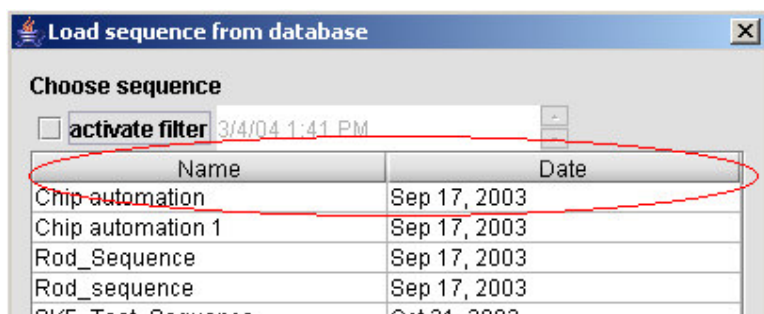 Load sequence from database
Choose sequence
activate filter 3/4/04 1:41 PM
Name Date
Chip automation Sep 17, 2003
Chip automation 1 Sep 17, 2003
Rod_Sequence Sep 17, 2003
Rod_sequence Sep 17, 2003